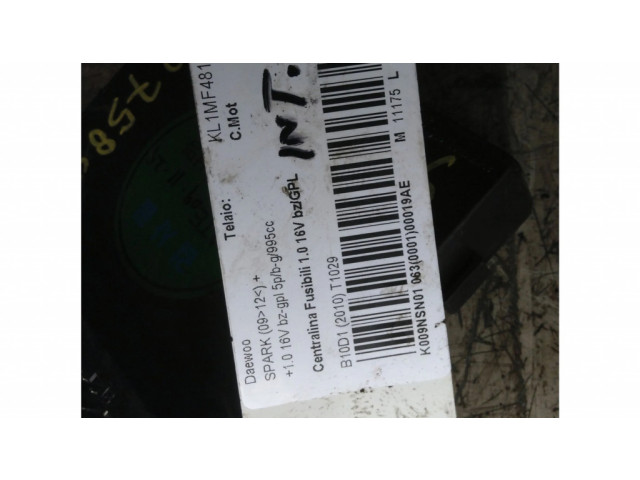 Daewoo
Telaio:
KL1MF481
SPARK (09>12<) +
C.Mot
+1.0 16V bz-gpl 5p/b-g/995cc
Centralina Fusibili 1.0 16V bz/GPL
INT.
B10D1 (2010) T1029
M 11175 L
K009NSN01 063(0001)00019AE
758